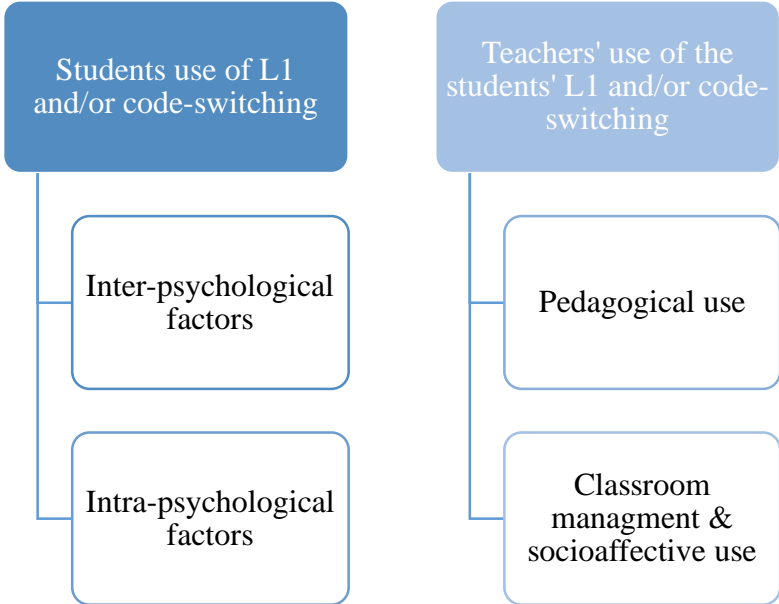 Students use of L1
and/or code-switching
Inter-psychological
factors
Intra-psychological
factors
Teachers' use of the
students' L1 and/or code-
switching
Pedagogical use
Classroom
managment &
socioaffective use